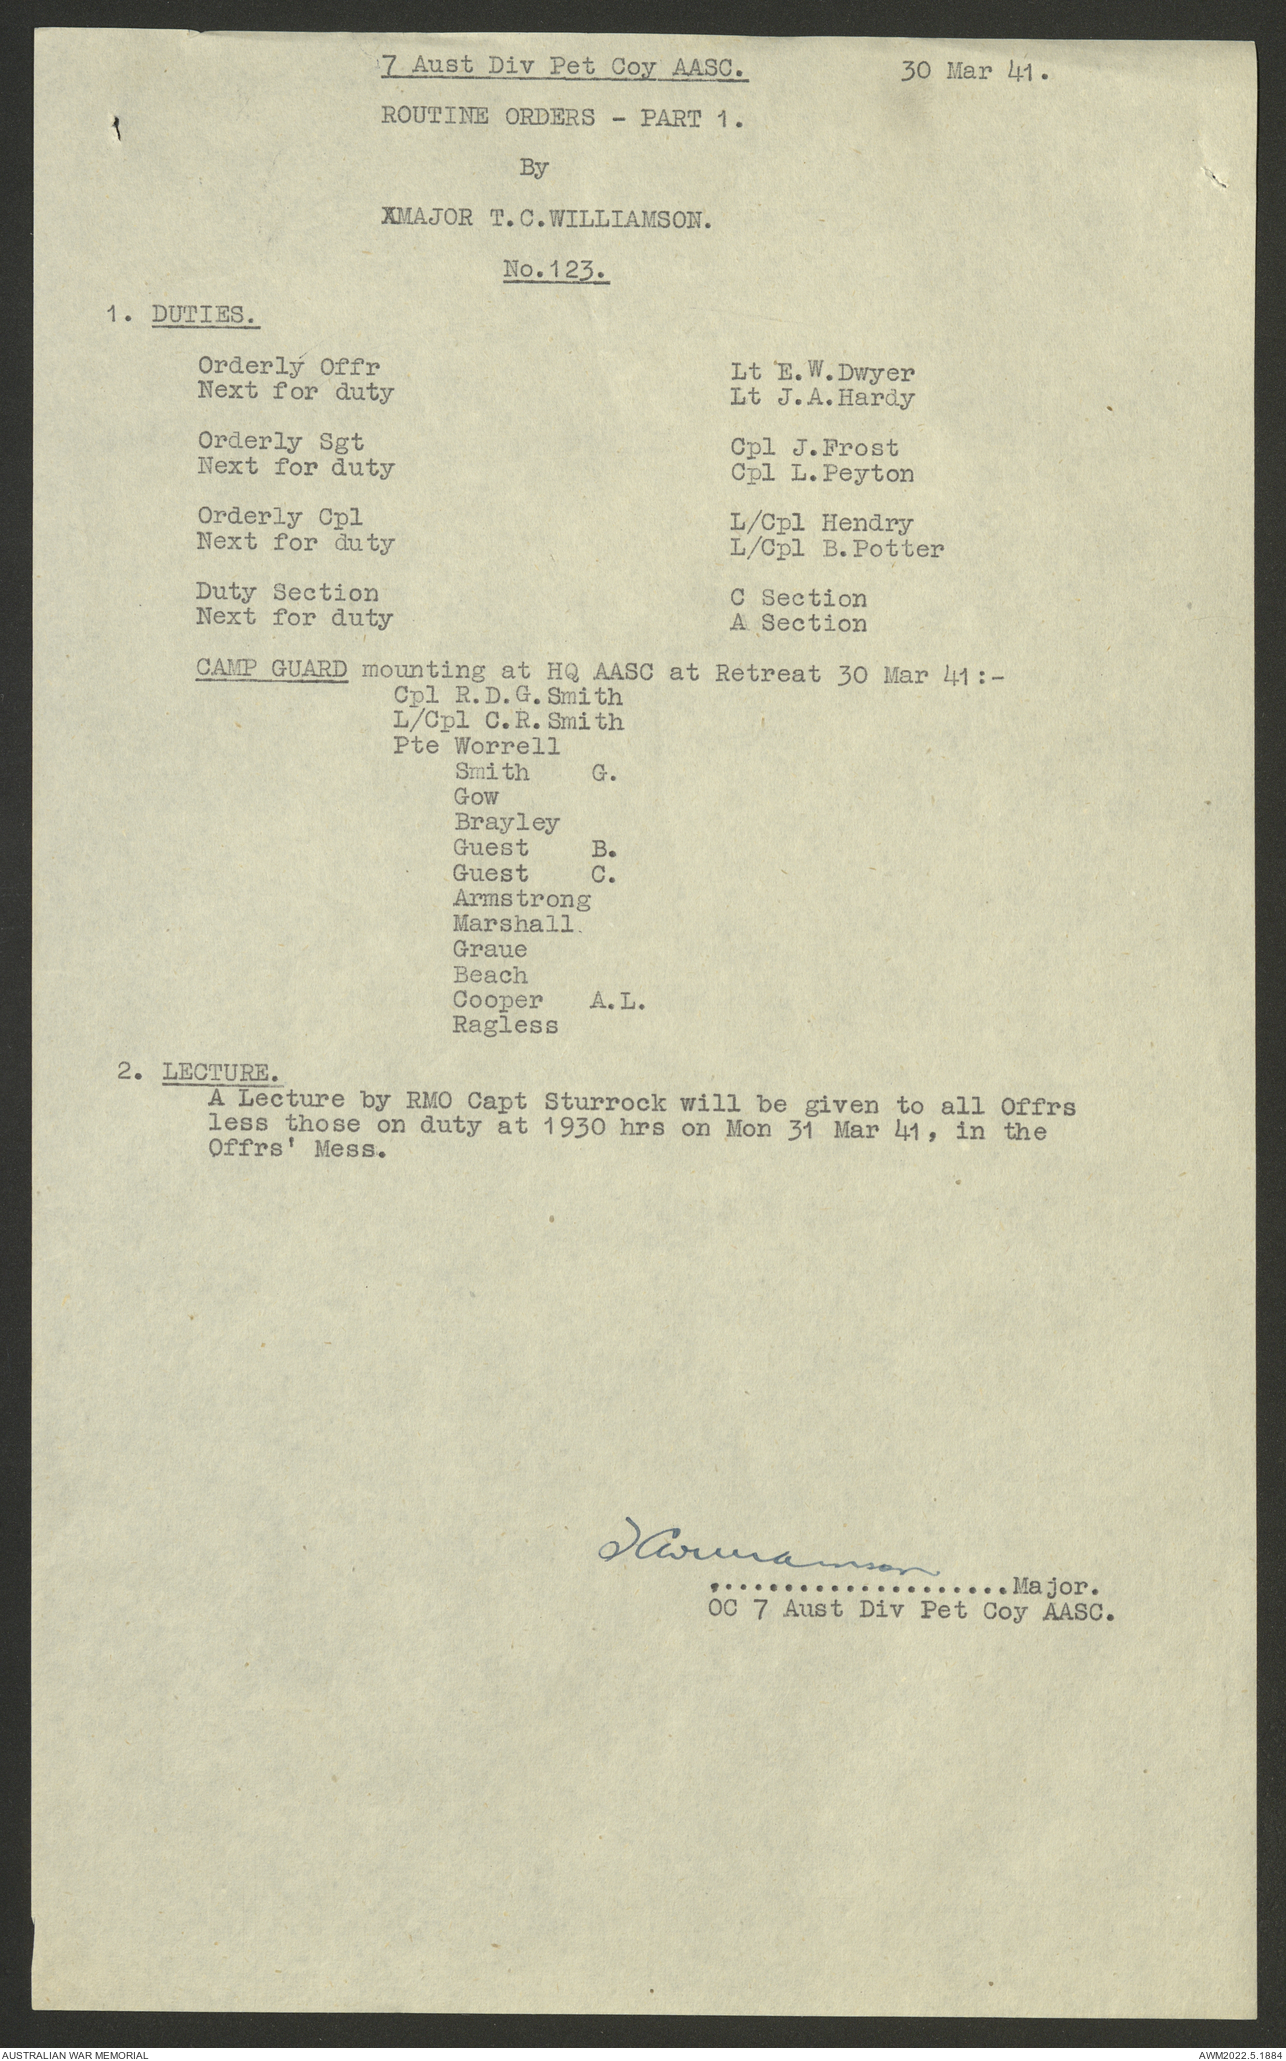 7 Aust Div Pet Coy AASC. 30 Mar 41.
ROUTINE ORDERS - PART 1.
By
XMAJOR T.C.WILLIAMSON.
No.123.
1. DUTIES.
Orderly Offr Lt E.W.Dwyer
Next for duty Lt J.A.Hardy
Orderly Sgt Cpl J.Frost
Next for duty Cpl L.Peyton
Orderly Cpl L/Cpl Hendry
Next for duty L/Cpl B.Potter
Duty Section C Section
Next for duty A Section
CAMP GUARD mounting at HQ AASC at Retreat 30 Mar 41:-
Cpl R.D.G.Smith
L/Cpl C.R.Smith
Pte Worrell
Smith G.
Gow
Brayley
Guest B.
Guest C.
Armstrong
Marshall.
Graue
Beach
Cooper A.L.
Ragless
2. LECTURE.
A Lecture by RMO Capt Sturrock will be given to all Offrs
less those on duty at 1930 hrs on Mon 31 Mar 41, in the
Offrs' Mess.
TCWilliamson
....................Major.
OC 7 Aust Div Pet Coy AASC.
AUSTRALIAN WAR MEMORIAL AWM2022.5.1884